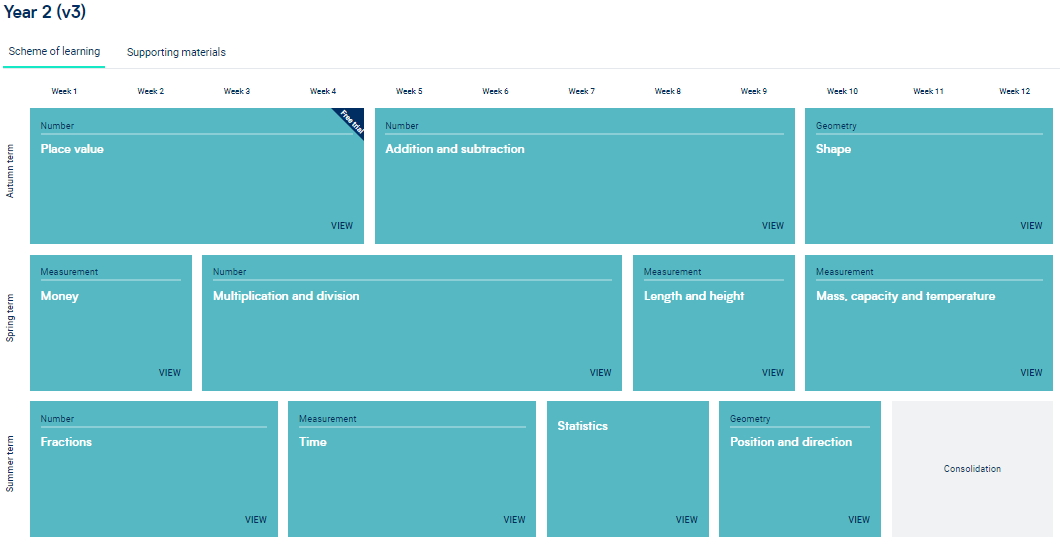 Year 2 (v3)
Scheme of learning Supporting materials
Week 1 Week 2 Week 3 Week 4 Week 5 Week 6 Week 7 Week 8 Week 9 Week 10 Week 11 Week 12
Autumn term
Number
Place value
Free trial
VIEW
Number
Addition and subtraction
VIEW
Geometry
Shape
VIEW
Spring term
Measurement
Money
VIEW
Number
Multiplication and division
VIEW
Measurement
Length and height
VIEW
Measurement
Mass, capacity and temperature
VIEW
Summer term
Number
Fractions
VIEW
Measurement
Time
VIEW
Statistics
VIEW
Geometry
Position and direction
VIEW
Consolidation